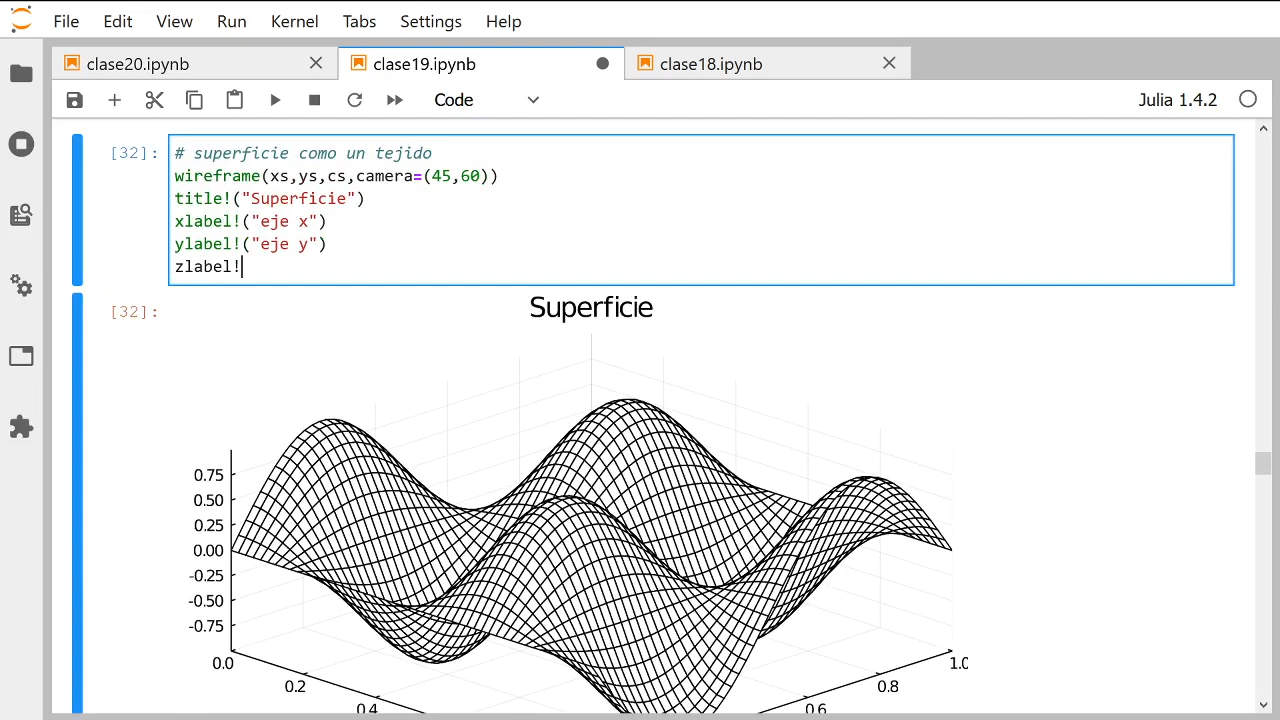 File Edit View Run Kernel Tabs Settings Help
clase20.ipynb clase19.ipynb clase18.ipynb
Code Julia 1.4.2
[32]: # superficie como un tejido
wireframe(xs,ys,cs,camera=(45,60))
title!("Superficie")
xlabel!("eje x")
ylabel!("eje y")
zlabel!
[32]: Superficie
0.75
0.50
0.25
0.00
-0.25
-0.50
-0.75
0.0 1.0
0.2 0.8
0.4 0.6